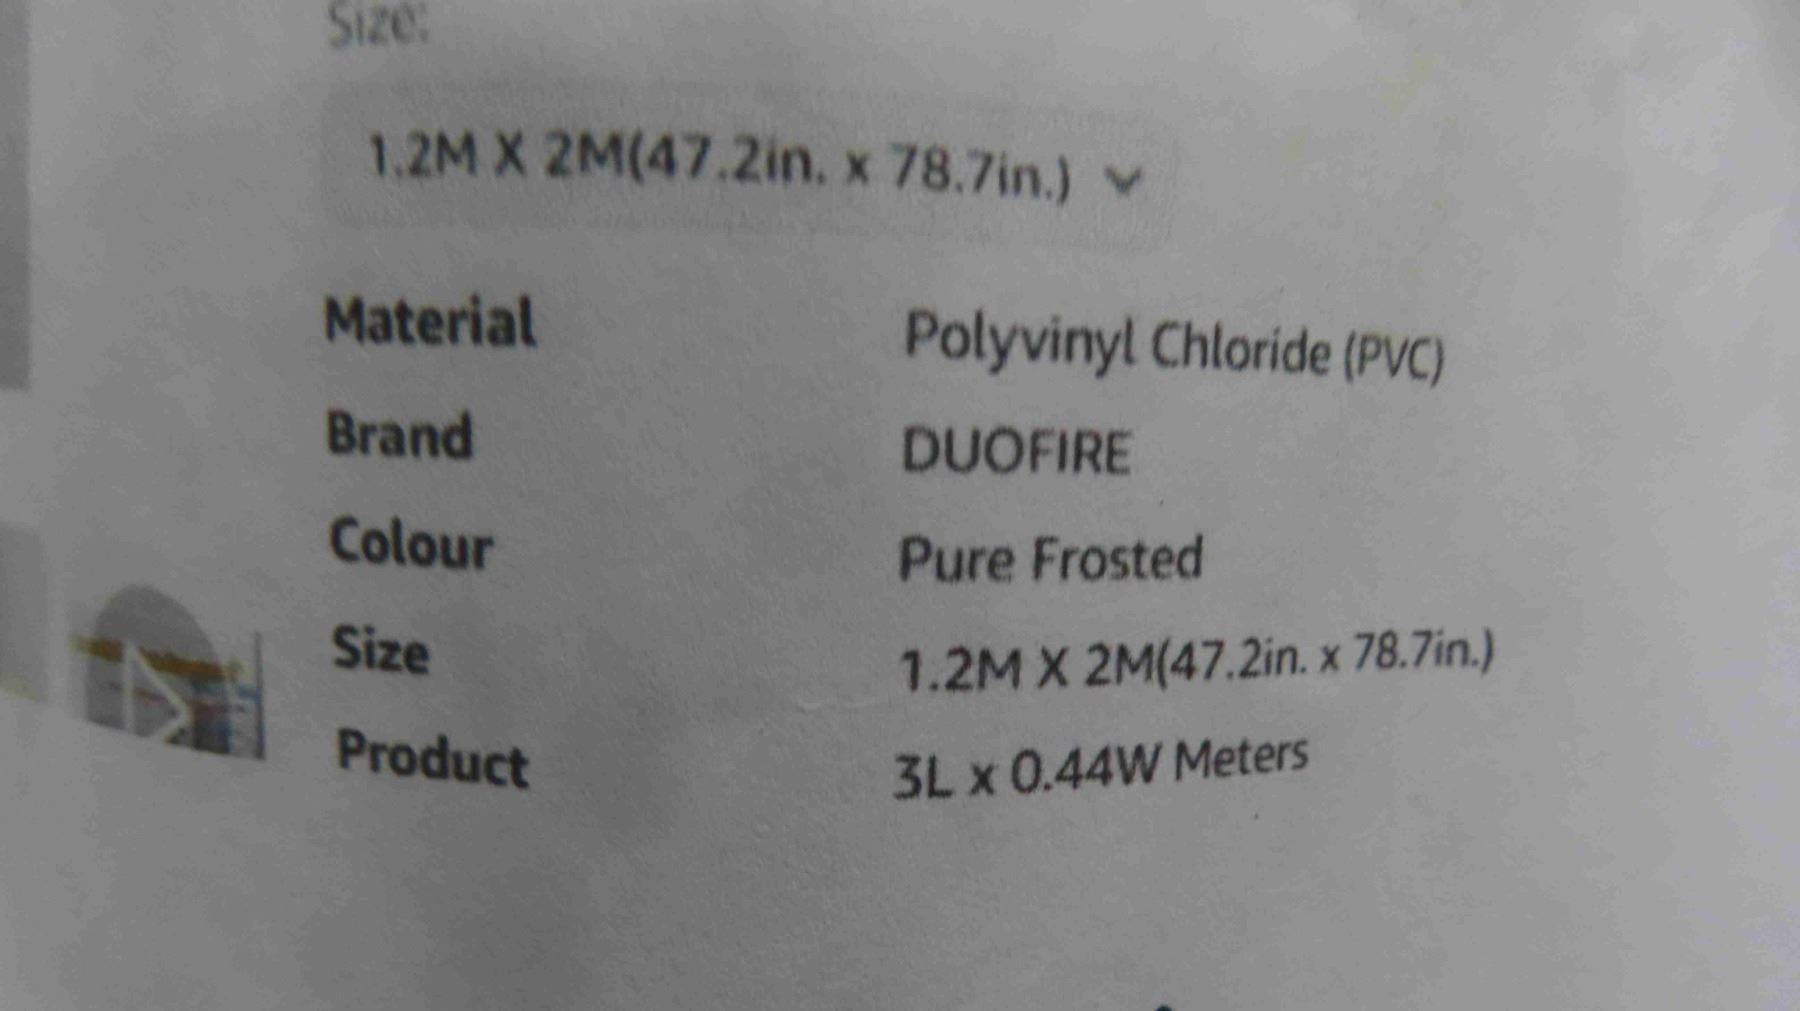 Size:
1.2M X 2M(47.2in. x 78.7in.)
Material Polyvinyl Chloride (PVC)
Brand DUOFIRE
Colour Pure Frosted
Size 1.2M X 2M(47.2in. x 78.7in.)
Product 3L x 0.44W Meters